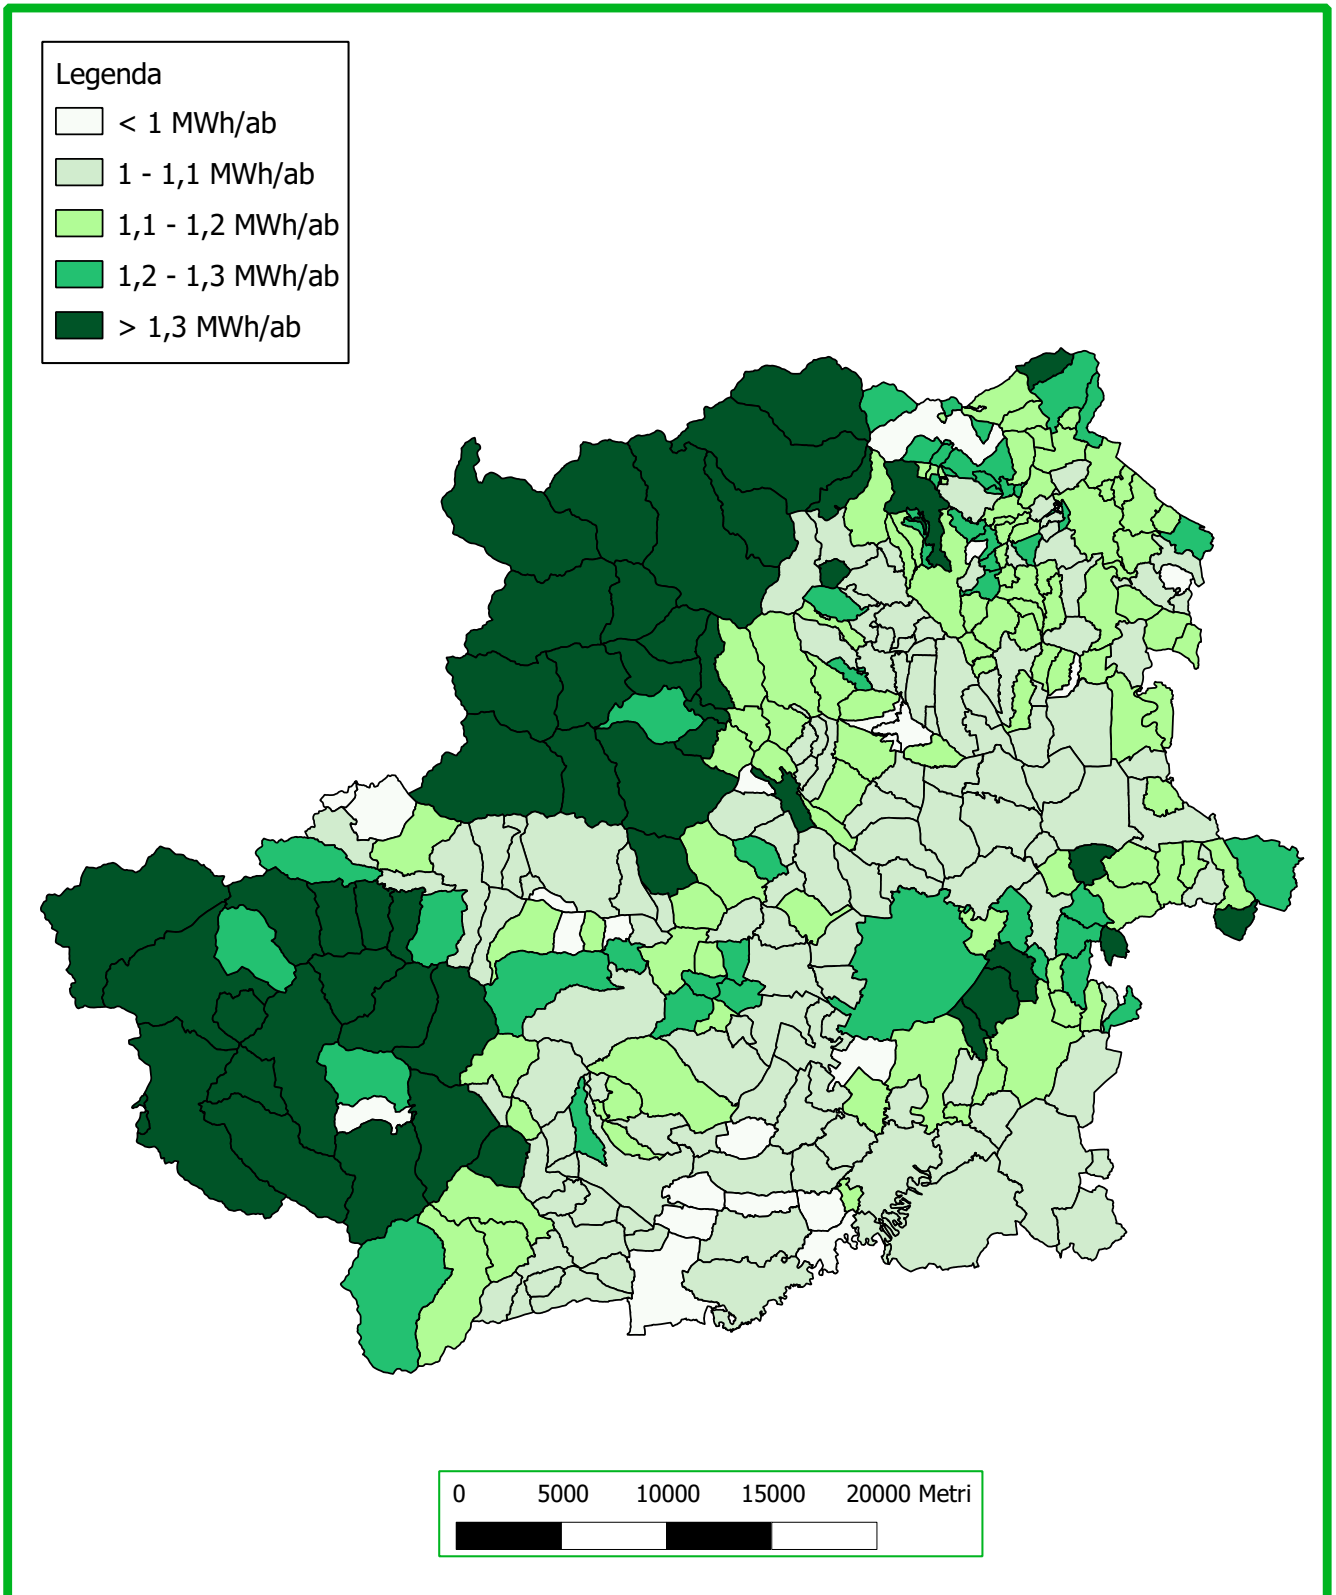 Legenda
< 1 MWh/ab
1 - 1,1 MWh/ab
1,1 - 1,2 MWh/ab
1,2 - 1,3 MWh/ab
> 1,3 MWh/ab
0 5000 10000 15000 20000 Metri